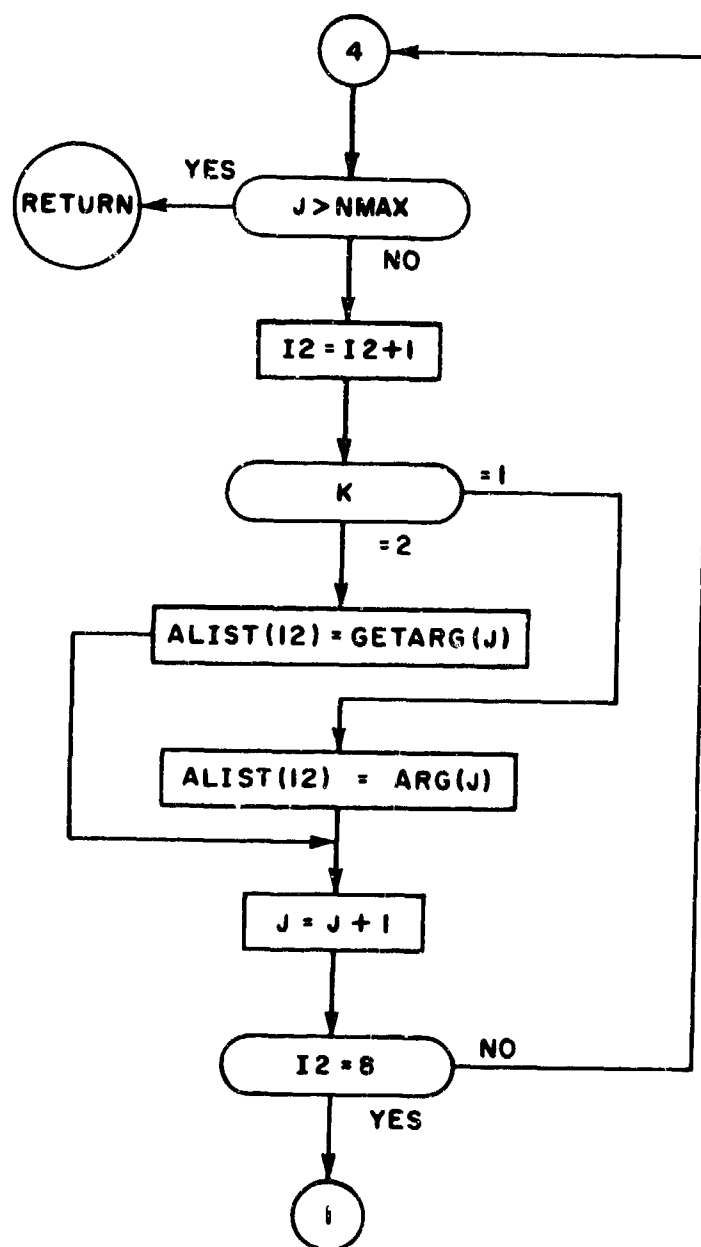 4
YES
RETURN
J > NMAX
NO
I2 = I2+1
K
=1
=2
ALIST(I2) = GETARG(J)
ALIST(I2) = ARG(J)
J = J + 1
I2 = 8
NO
YES
1